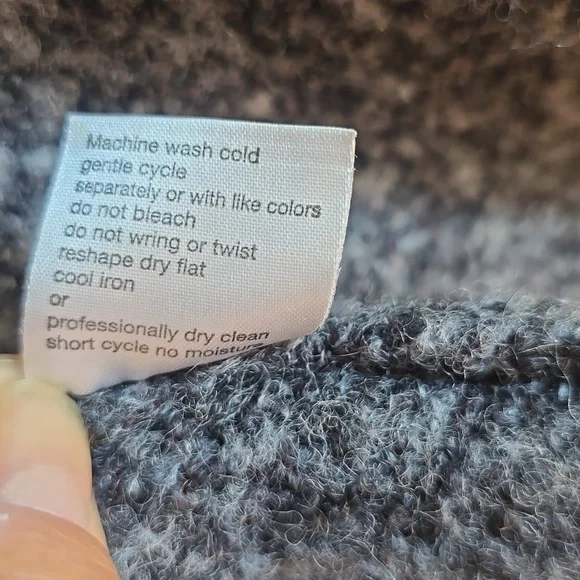 Machine wash cold
gentle cycle
separately or with like colors
do not bleach
do not wring or twist
reshape dry flat
cool iron
or
professionally dry clean
short cycle no moisture